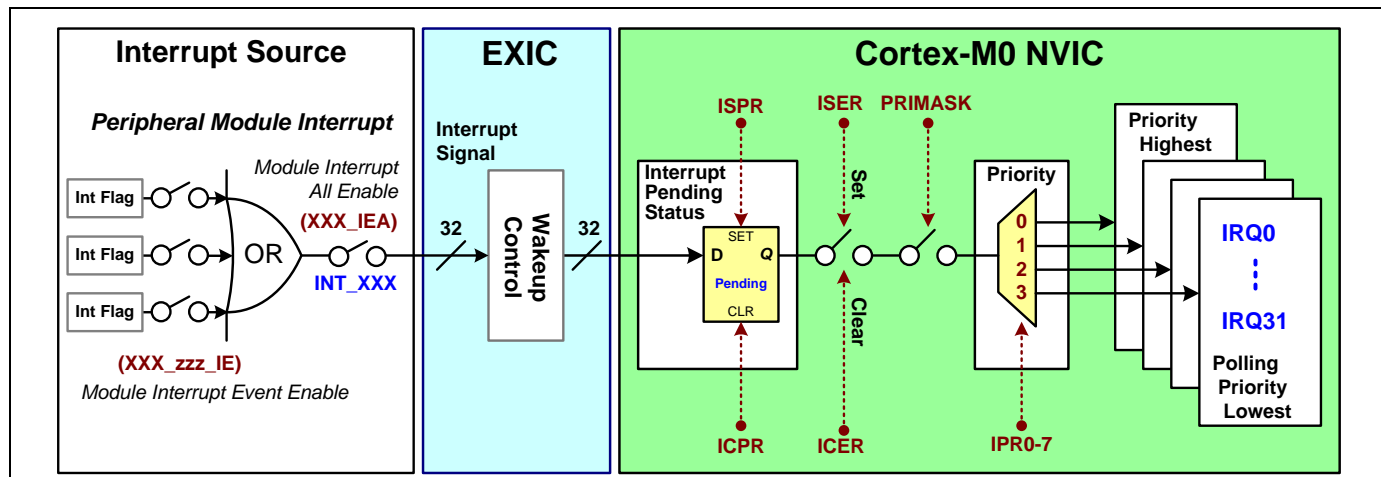 Interrupt Source
Peripheral Module Interrupt
Module Interrupt
All Enable
(XXX_IEA)
Int Flag
Int Flag
Int Flag
OR
INT_XXX
(XXX_zzz_IE)
Module Interrupt Event Enable
EXIC
Interrupt
Signal
32
Wakeup
Control
32
Cortex-M0 NVIC
ISPR
ISER
PRIMASK
Interrupt
Pending
Status
SET
D
Q
Pending
CLR
Set
Clear
ICPR
ICER
Priority
0
1
2
3
IPR0-7
Priority
Highest
IRQ0
IRQ31
Polling
Priority
Lowest